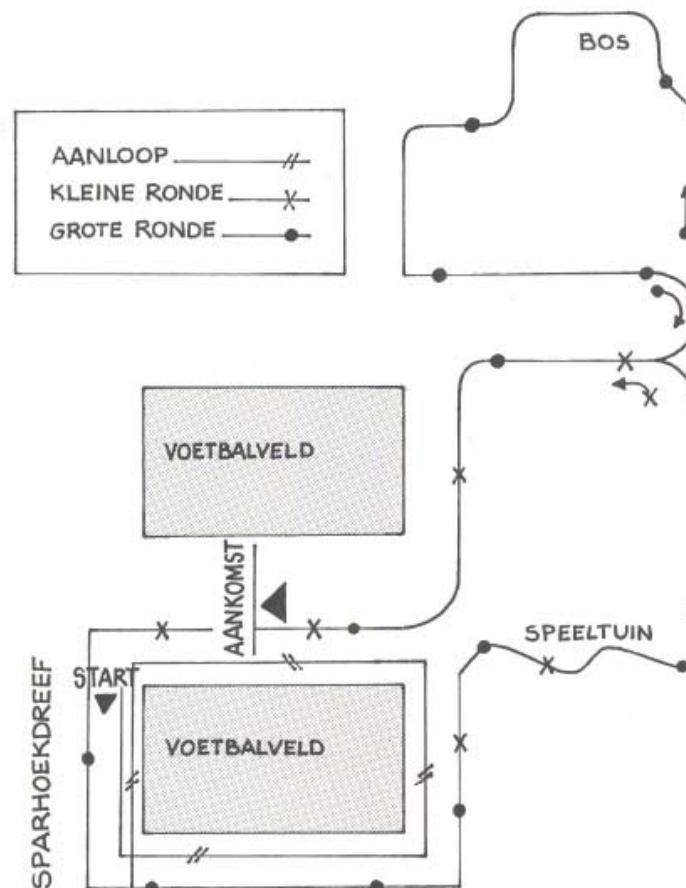 BOS
AANLOOP
KLEINE RONDE
GROTE RONDE
VOETBALVELD
AANKOMST
SPEELTUIN
START
VOETBALVELD
SPARHOEKDREEF